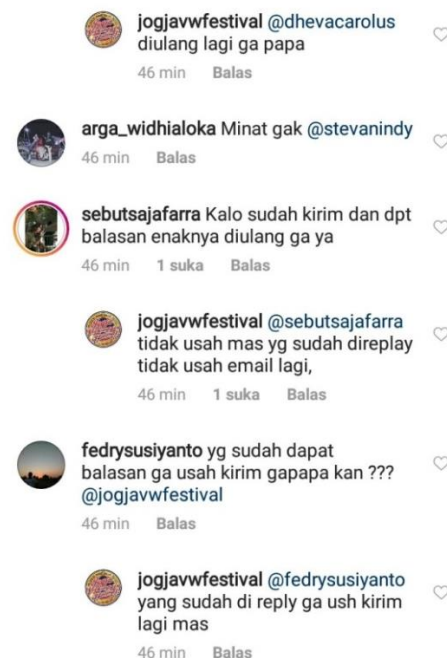 jogjavwfestival @dhevacarolus
diulang lagi ga papa
46 min Balas
arga_widhialoka Minat gak @stevanindy
46 min Balas
sebutsajafarra Kalo sudah kirim dan dpt
balasan enaknya diulang ga ya
46 min 1 suka Balas
jogjavwfestival @sebutsajafarra
tidak usah mas yg sudah direplay
tidak usah email lagi,
46 min 1 suka Balas
fedrysusiyanto yg sudah dapat
balasan ga usah kirim gapapa kan ???
@jogjavwfestival
46 min Balas
jogjavwfestival @fedrysusiyanto
yang sudah di reply ga ush kirim
lagi mas
46 min Balas